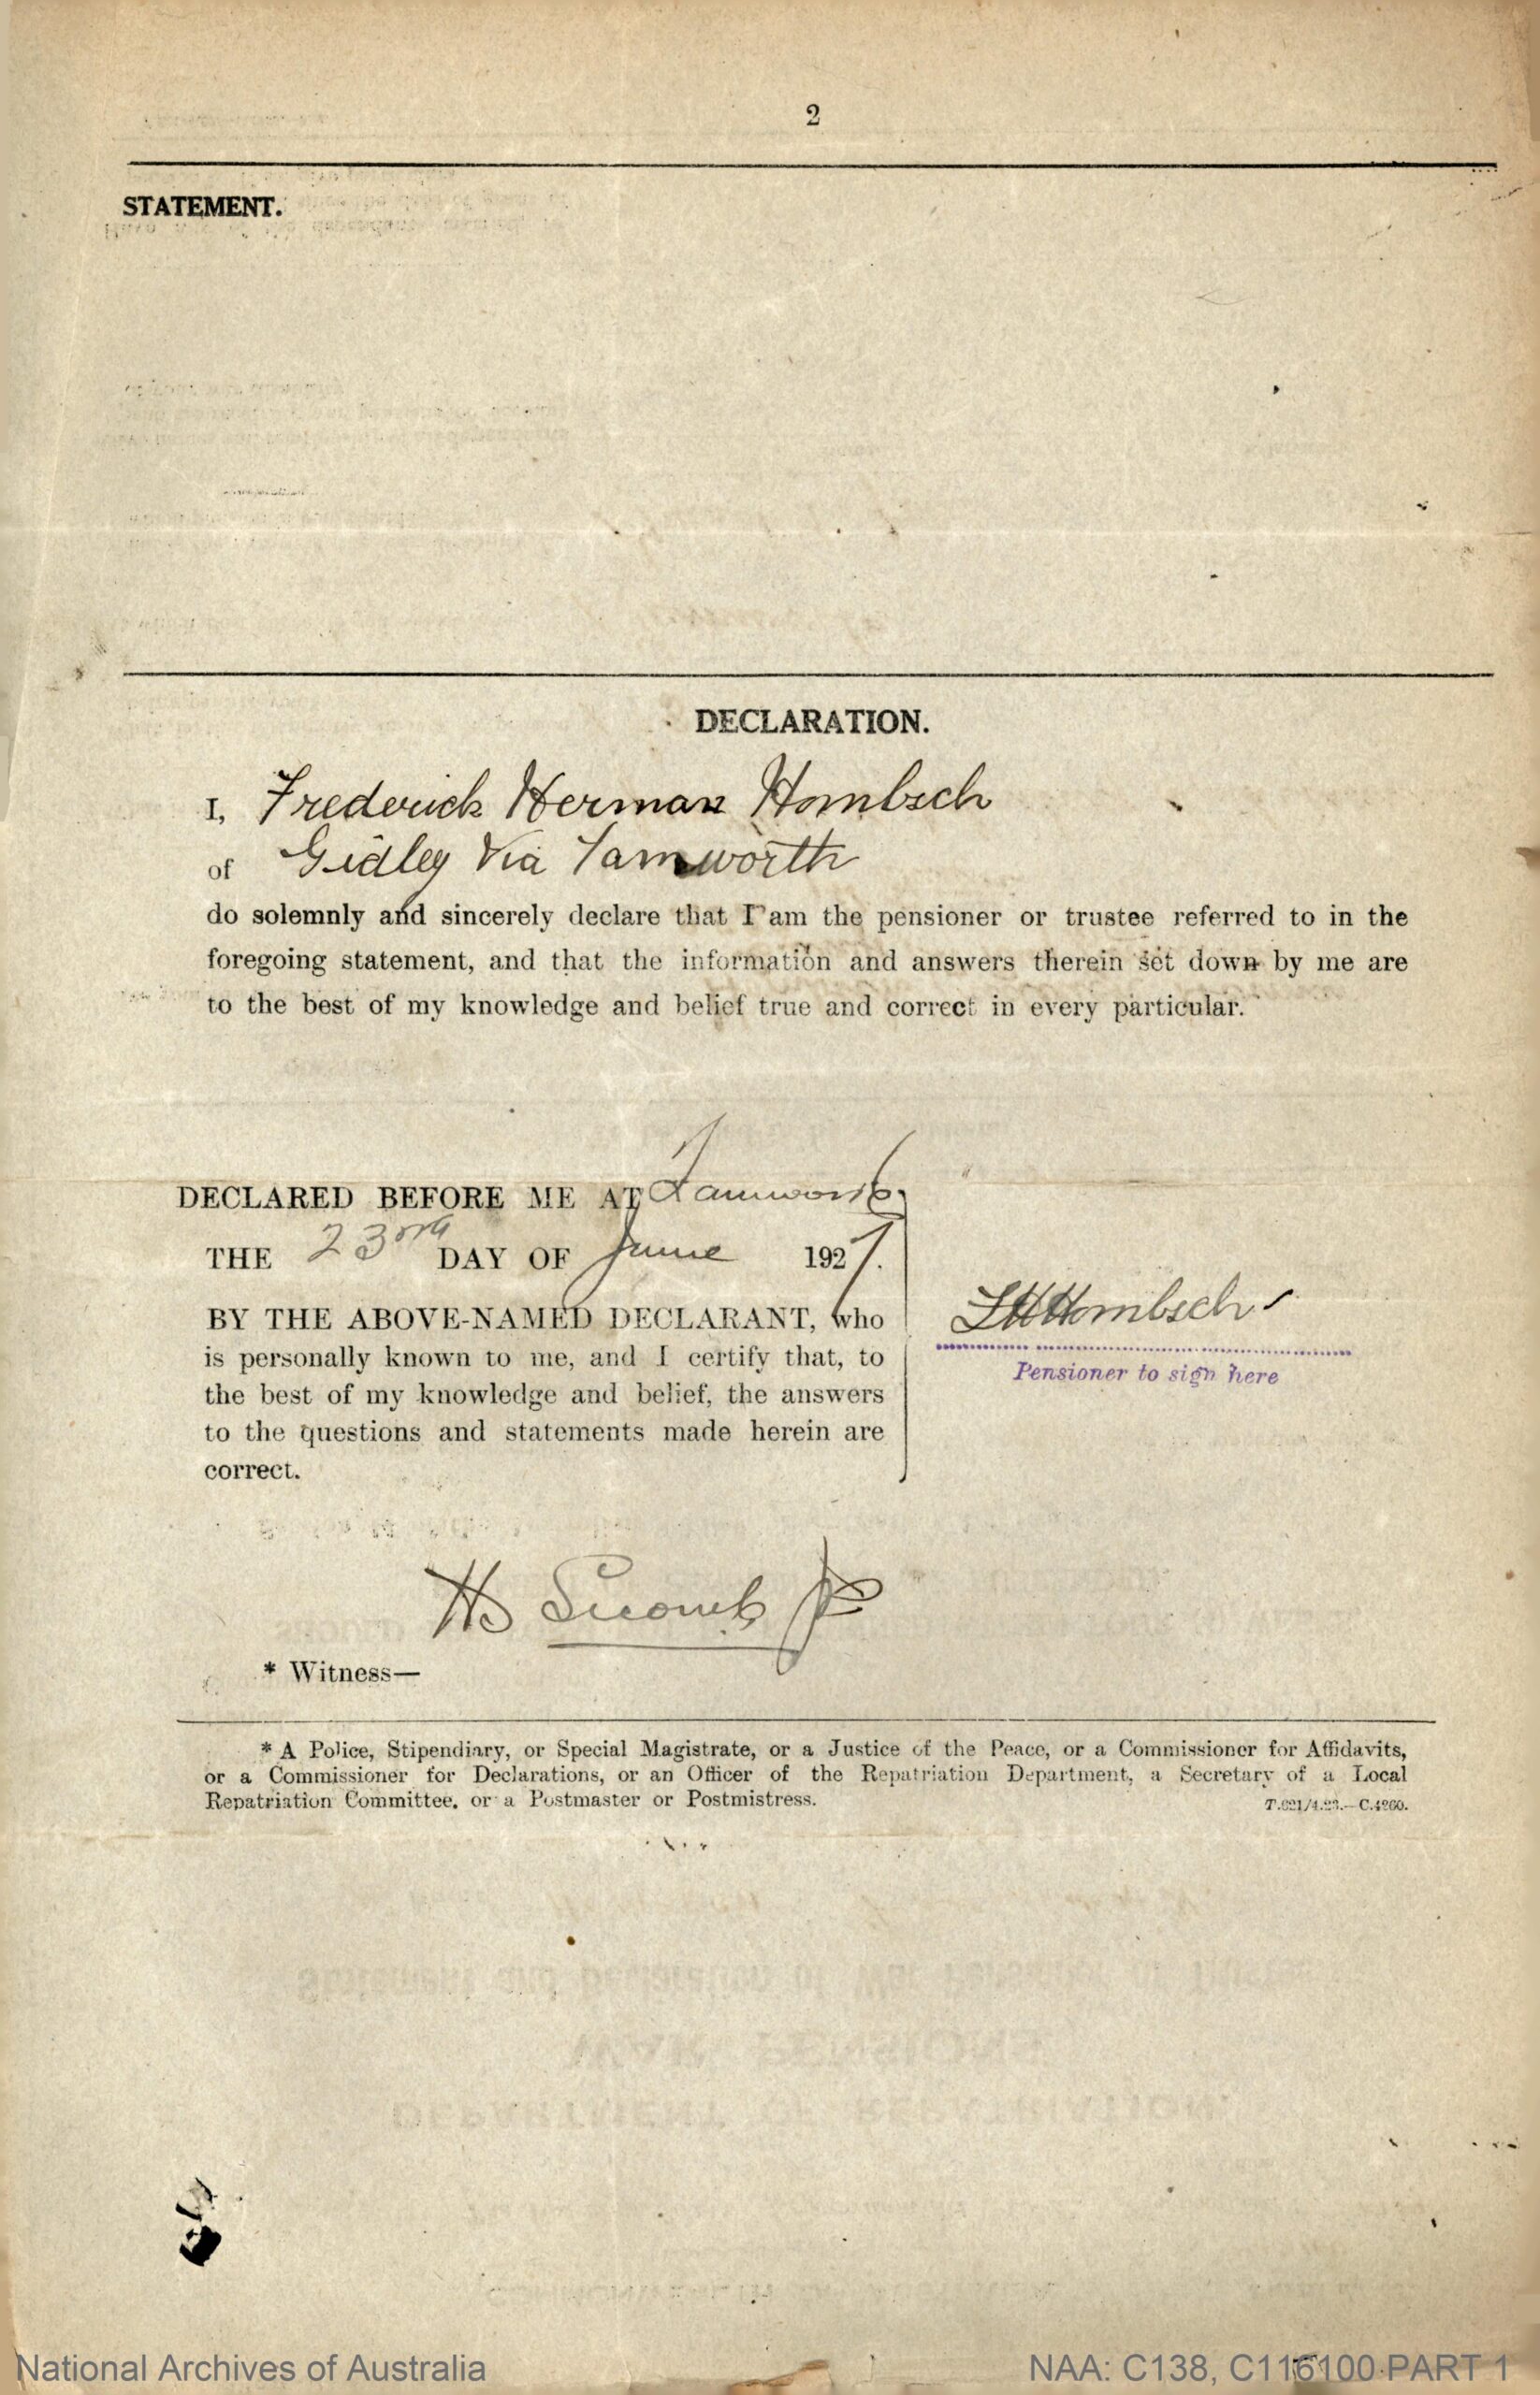 2
STATEMENT.
DECLARATION.
I, Frederick Herman Hombsch
of Gidley Via Tamworth
do solemnly and sincerely declare that I am the pensioner or trustee referred to in the
foregoing statement, and that the information and answers therein set down by me are
to the best of my knowledge and belief true and correct in every particular.
DECLARED BEFORE ME AT Tamworth
THE 23rd DAY OF June 1927.
BY THE ABOVE-NAMED DECLARANT, who
is personally known to me, and I certify that, to
the best of my knowledge and belief, the answers
to the questions and statements made herein are
correct.
FHHombsch
Pensioner to sign here
JP
* Witness—
* A Police, Stipendiary, or Special Magistrate, or a Justice of the Peace, or a Commissioner for Affidavits,
or a Commissioner for Declarations, or an Officer of the Repatriation Department, a Secretary of a Local
Repatriation Committee, or a Postmaster or Postmistress.
T.621/4.23.—C.4260.
National Archives of Australia
NAA: C138, C116100 PART 1